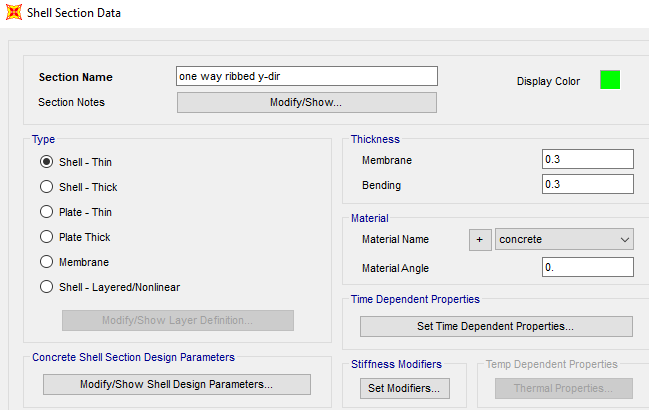 Shell Section Data
Section Name
one way ribbed y-dir
Display Color
Section Notes
Modify/Show...
Type
Shell - Thin
Shell - Thick
Plate - Thin
Plate Thick
Membrane
Shell - Layered/Nonlinear
Modify/Show Layer Definition...
Thickness
Membrane
0.3
Bending
0.3
Material
Material Name
+
concrete
Material Angle
0.
Time Dependent Properties
Set Time Dependent Properties...
Concrete Shell Section Design Parameters
Modify/Show Shell Design Parameters...
Stiffness Modifiers
Set Modifiers...
Temp Dependent Properties
Thermal Properties...